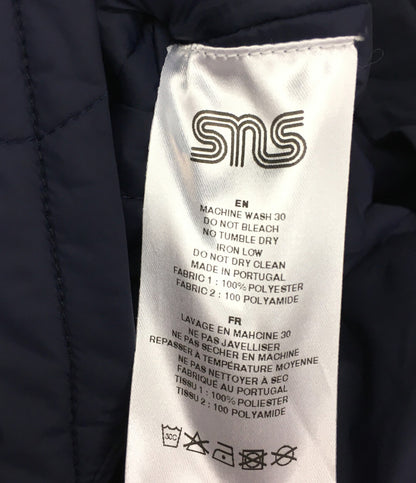 sns
EN
MACHINE WASH 30
DO NOT BLEACH
NO TUMBLE DRY
IRON LOW
DO NOT DRY CLEAN
MADE IN PORTUGAL
FABRIC 1 : 100% POLYESTER
FABRIC 2 : 100 POLYAMIDE
FR
LAVAGE EN MAHCINE 30
NE PAS JAVELLISER
NE PAS SECHER EN MACHINE
REPASSER À TEMPÉRATURE MOYENNE
NE PAS NETTOYER À SEC
FABRIQUÉ AU PORTUGAL
TISSU 1 : 100% POLIESTER
TISSU 2 : 100 POLYAMIDE
30C